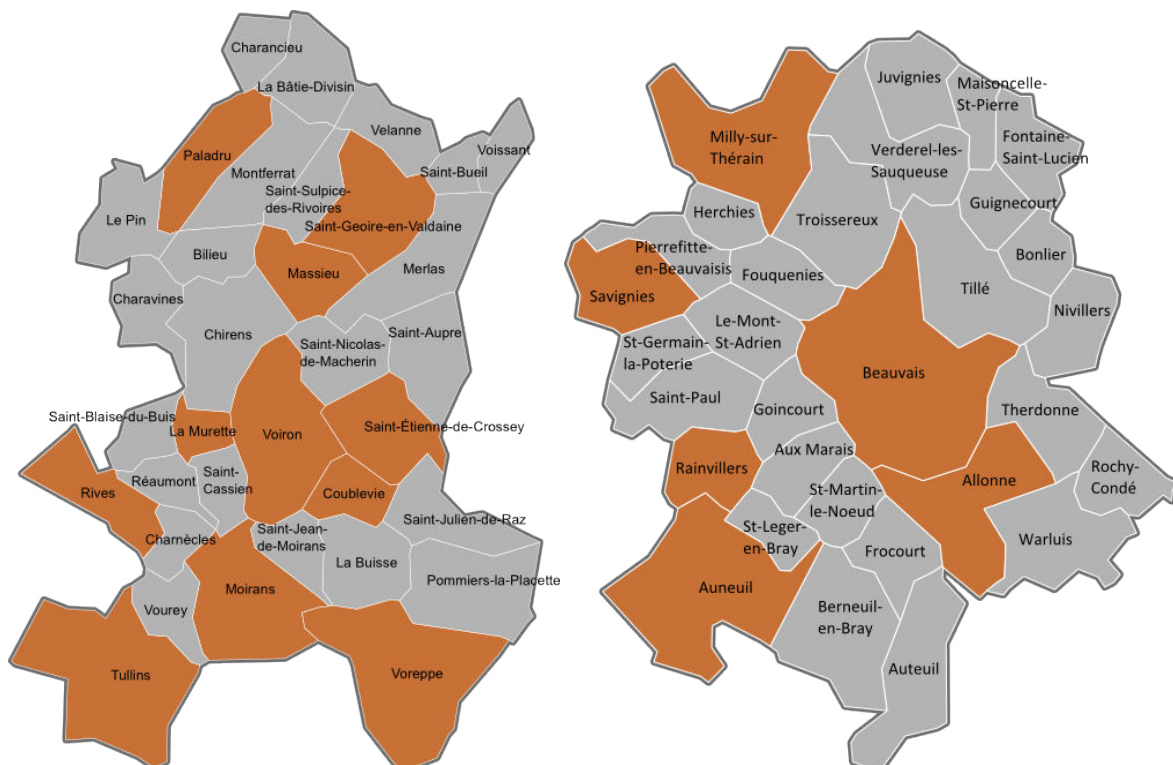 Charancieu
La Bâtie-Divisin
Velanne
Voissant
Paladru
Saint-Bueil
Montferrat
Saint-Sulpice-
des-Rivoires
Le Pin
Saint-Geoire-en-Valdaine
Bilieu
Massieu
Merlas
Charavines
Chirens
Saint-Aupre
Saint-Nicolas-
de-Macherin
Saint-Blaise-du-Buis
La Murette
Voiron
Saint-Étienne-de-Crossey
Réaumont
Saint-
Cassien
Rives
Coublevie
Saint-Julien-de-Raz
Charnècles
Saint-Jean-
de-Moirans
La Buisse
Pommiers-la-Placette
Moirans
Vourey
Tullins
Voreppe
Juvignies
Maisoncelle-
St-Pierre
Milly-sur-
Thérain
Verderel-les-
Sauqueuse
Fontaine-
Saint-Lucien
Herchies
Troissereux
Guignecourt
Pierrefitte-
en-Beauvaisis
Fouquenies
Bonlier
Savignies
Tillé
Nivillers
Le-Mont-
St-Adrien
St-Germain-
la-Poterie
Beauvais
Saint-Paul
Goincourt
Therdonne
Aux Marais
Rainvillers
Allonne
Rochy-
Condé
St-Martin-
le-Noeud
St-Leger-
en-Bray
Frocourt
Warluis
Auneuil
Berneuil-
en-Bray
Auteuil